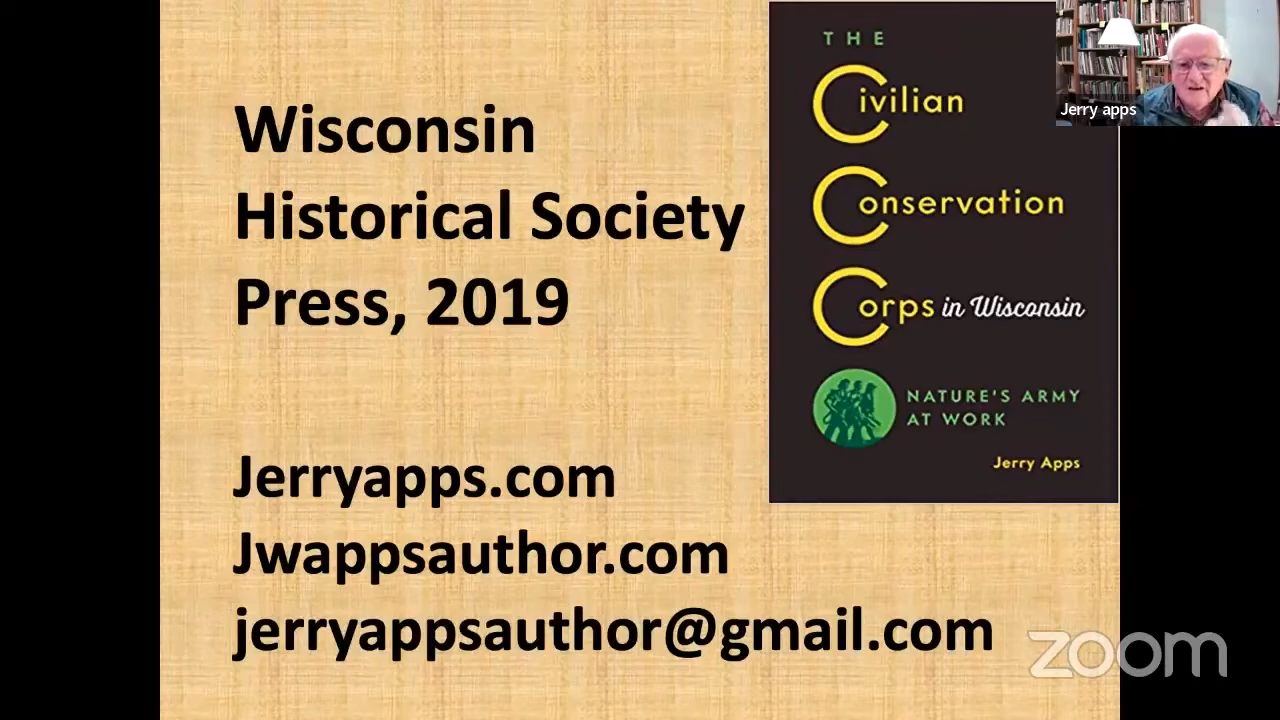 Wisconsin
Historical Society
Press, 2019
Jerryapps.com
Jwappsauthor.com
jerryappsauthor@gmail.com
THE
Civilian
Conservation
Corps in Wisconsin
NATURE'S ARMY
AT WORK
Jerry Apps
Jerry apps
zoom